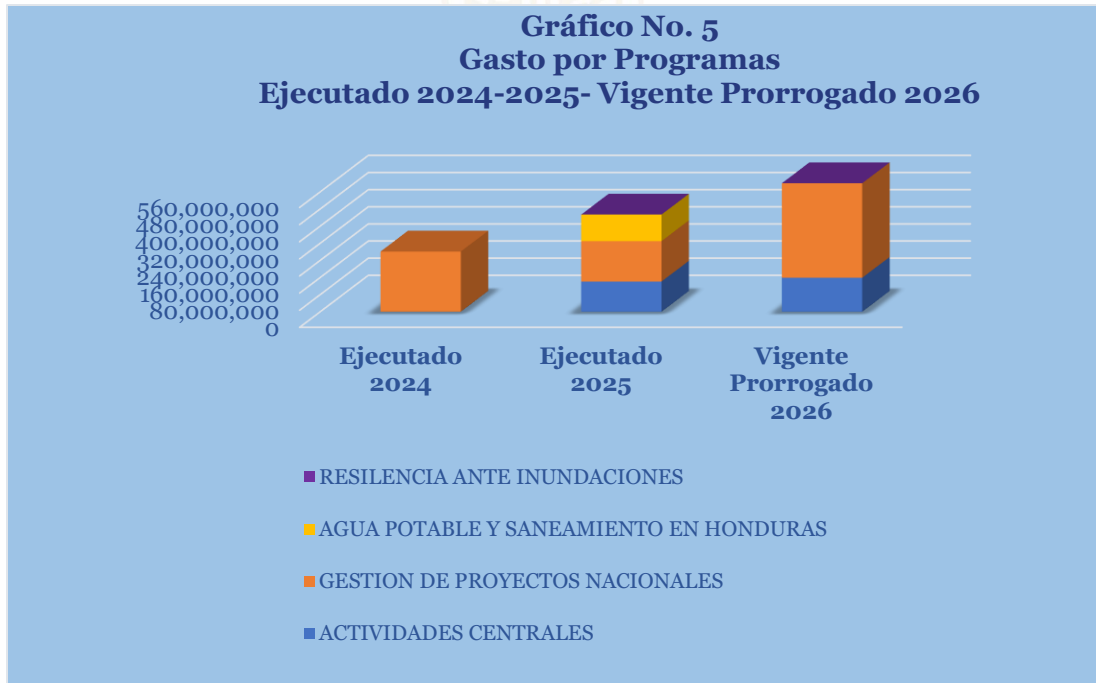 Gráfico No. 5
Gasto por Programas
Ejecutado 2024-2025- Vigente Prorrogado 2026
560,000,000
480,000,000
400,000,000
320,000,000
240,000,000
160,000,000
80,000,000
0
Ejecutado
2024
Ejecutado
2025
Vigente
Prorrogado
2026
RESILENCIA ANTE INUNDACIONES
AGUA POTABLE Y SANEAMIENTO EN HONDURAS
GESTION DE PROYECTOS NACIONALES
ACTIVIDADES CENTRALES